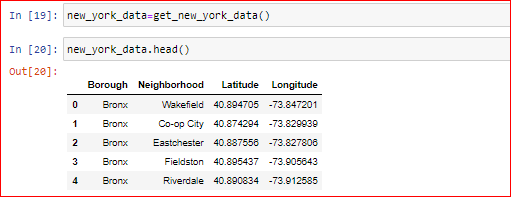 In [19]: new_york_data=get_new_york_data()
In [20]: new_york_data.head()
Out[20]:
Borough Neighborhood Latitude Longitude
0 Bronx Wakefield 40.894705 -73.847201
1 Bronx Co-op City 40.874294 -73.829939
2 Bronx Eastchester 40.887556 -73.827806
3 Bronx Fieldston 40.895437 -73.905643
4 Bronx Riverdale 40.890834 -73.912585